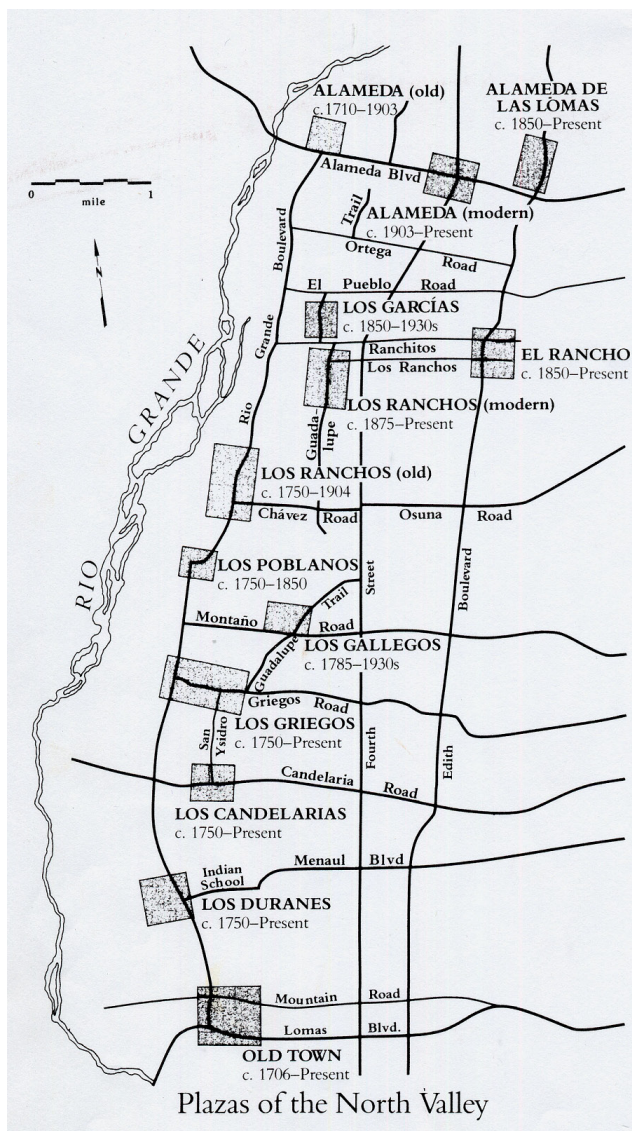 ALAMEDA (old)
c. 1710–1903
ALAMEDA DE
LAS LOMAS
c. 1850–Present
Alameda Blvd
0 1
mile
N
Trail
ALAMEDA (modern)
c. 1903–Present
Boulevard
Ortega Road
El Pueblo Road
LOS GARCÍAS
c. 1850–1930s
Grande
Ranchitos
Los Ranchos
EL RANCHO
c. 1850–Present
RIO GRANDE
LOS RANCHOS (modern)
c. 1875–Present
Rio
Guada-
lupe
LOS RANCHOS (old)
c. 1750–1904
Chávez Road Osuna Road
LOS POBLANOS
c. 1750–1850
Trail
Street
Boulevard
Montaño Road
Guadalupe
LOS GALLEGOS
c. 1785–1930s
Griegos Road
LOS GRIEGOS
c. 1750–Present
San
Ysidro
Fourth
Edith
Candelaria Road
LOS CANDELARIAS
c. 1750–Present
Indian
School
Menaul Blvd
LOS DURANES
c. 1750–Present
Mountain Road
Lomas Blvd.
OLD TOWN
c. 1706–Present
Plazas of the North Valley